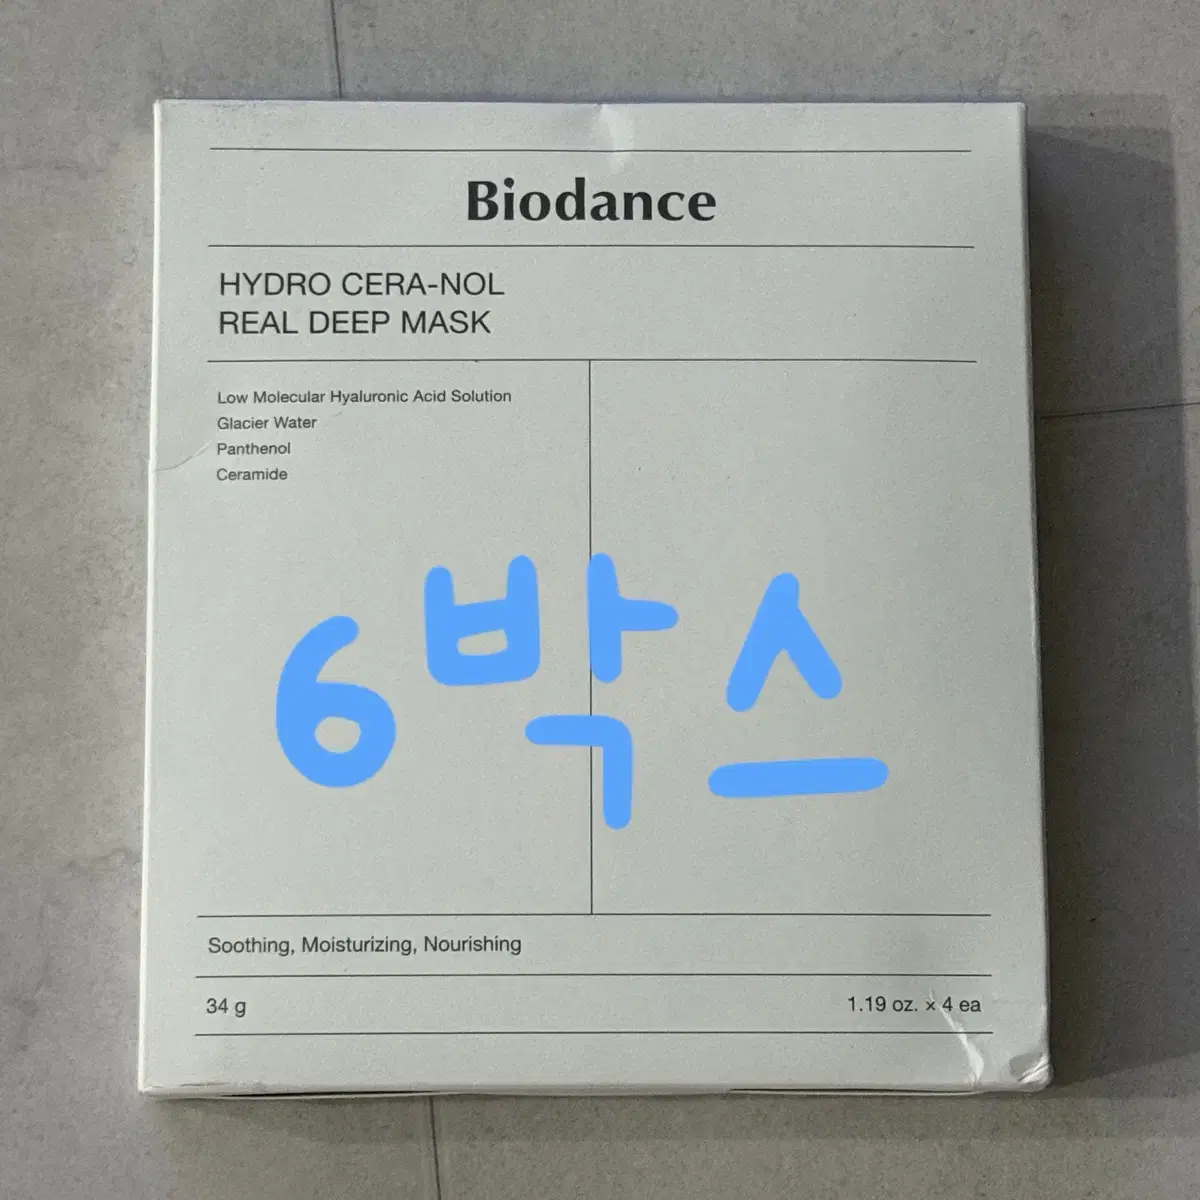 Biodance
HYDRO CERA-NOL
REAL DEEP MASK
Low Molecular Hyaluronic Acid Solution
Glacier Water
Panthenol
Ceramide
6박스
Soothing, Moisturizing, Nourishing
34 g
1.19 oz. × 4 ea